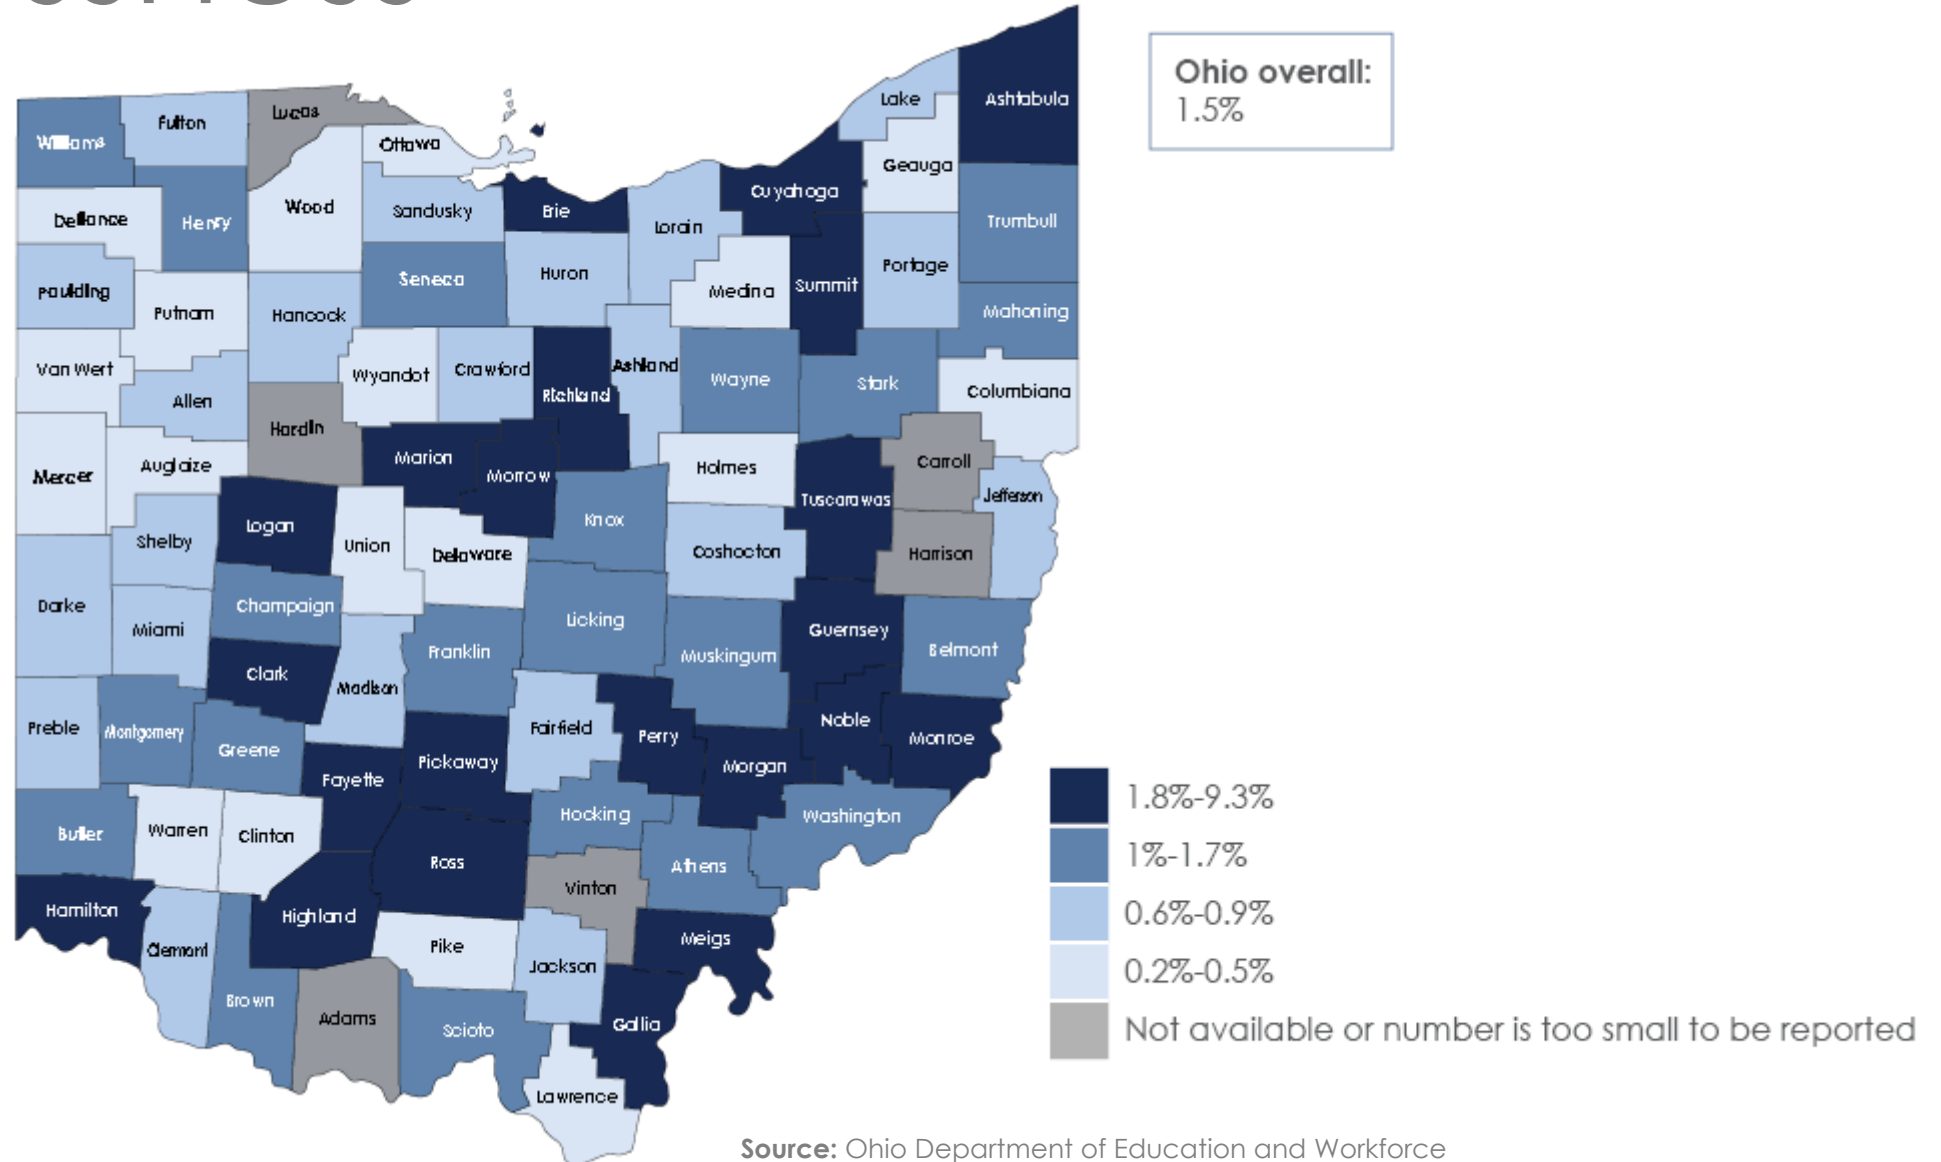 Ohio overall:
1.5%
Ashtabula
Lake
Lucas
Fulton
Williams
Ottawa
Geauga
Cuyahoga
Wood
Erie
Sandusky
Defiance
Henry
Trumbull
Lorain
Portage
Huron
Seneca
Summit
Medina
Paulding
Putnam
Hancock
Mahoning
Van Wert
Wyandot
Crawford
Ashland
Wayne
Stark
Columbiana
Richland
Allen
Hardin
Marion
Carroll
Auglaize
Mercer
Morrow
Holmes
Tuscarawas
Jefferson
Logan
Knox
Shelby
Union
Delaware
Coshocton
Harrison
Darke
Champaign
Miami
Licking
Guernsey
Franklin
Muskingum
Belmont
Clark
Madison
Preble
Montgomery
Greene
Fairfield
Perry
Noble
Monroe
Pickaway
Morgan
Fayette
Butler
Warren
Clinton
Hocking
Washington
Ross
Athens
Vinton
Hamilton
Highland
Clermont
Pike
Meigs
Jackson
Brown
Adams
Scioto
Gallia
Lawrence
1.8%-9.3%
1%-1.7%
0.6%-0.9%
0.2%-0.5%
Not available or number is too small to be reported
Source: Ohio Department of Education and Workforce